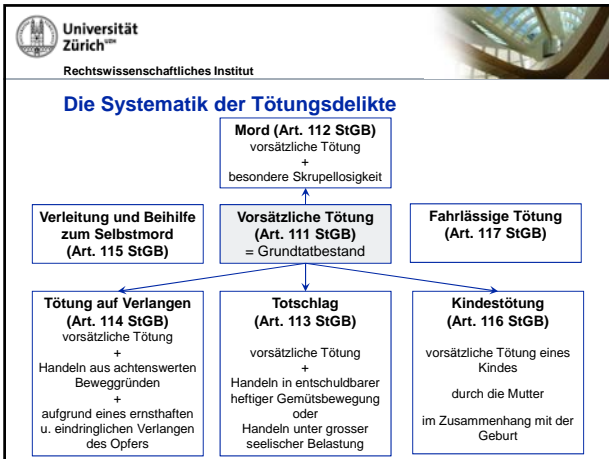 Universität
Zürich UZH
Rechtswissenschaftliches Institut
Die Systematik der Tötungsdelikte
Mord (Art. 112 StGB)
vorsätzliche Tötung
+
besondere Skrupellosigkeit
Verleitung und Beihilfe
zum Selbstmord
(Art. 115 StGB)
Vorsätzliche Tötung
(Art. 111 StGB)
= Grundtatbestand
Fahrlässige Tötung
(Art. 117 StGB)
Tötung auf Verlangen
(Art. 114 StGB)
vorsätzliche Tötung
+
Handeln aus achtenswerten
Beweggründen
+
aufgrund eines ernsthaften
u. eindringlichen Verlangen
des Opfers
Totschlag
(Art. 113 StGB)
vorsätzliche Tötung
+
Handeln in entschuldbarer
heftiger Gemütsbewegung
oder
Handeln unter grosser
seelischer Belastung
Kindestötung
(Art. 116 StGB)
vorsätzliche Tötung eines
Kindes
durch die Mutter
im Zusammenhang mit der
Geburt